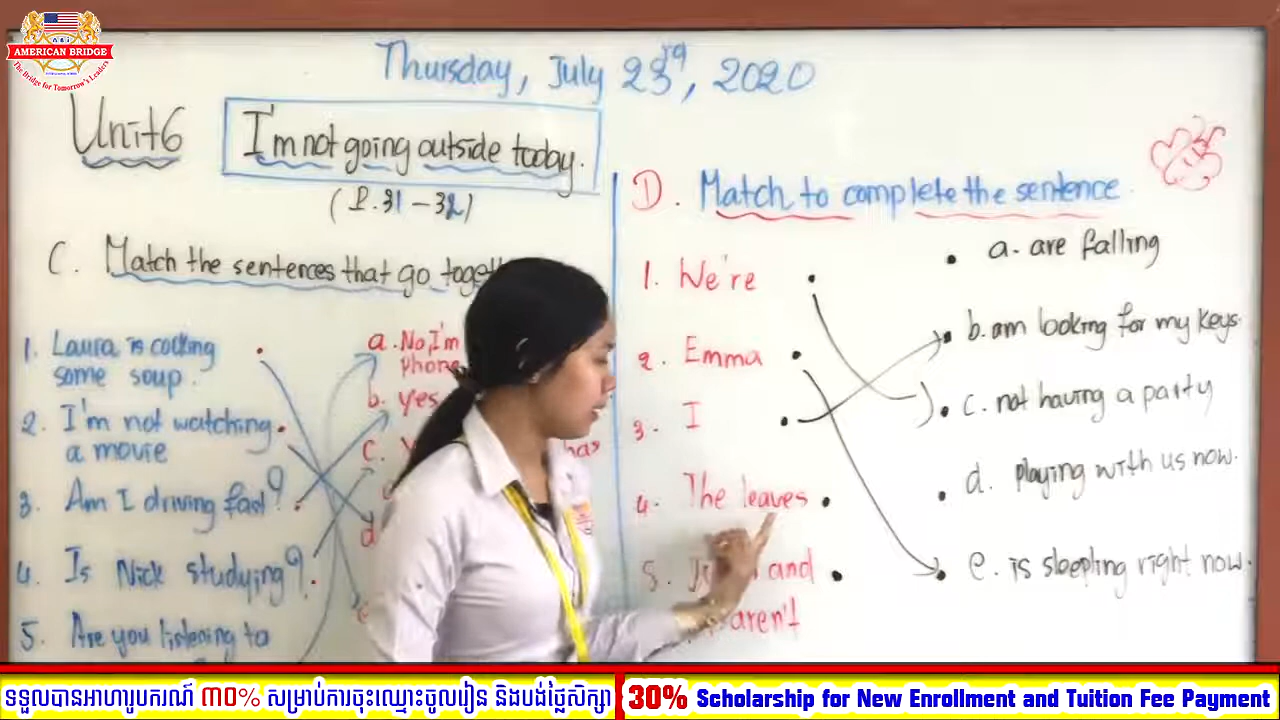 AMERICAN BRIDGE
The Bridge for Tomorrow's Leaders
Thursday, July 23rd, 2020
Unit 6
I'm not going outside today.
(P.31-32)
C. Match the sentences that go
1. Laura is cooking
some soup.
2. I'm not watching
a movie
3. Am I driving fast?
4. Is Nick studying?
5. Are you listening to
a. No, I'm
phone
b. yes
c.
has
d
e
D. Match to complete the sentence
1. We're
2. Emma
3. I
4. The leaves
5. and
aren't
a. are falling
b. am looking for my keys.
c. not having a party
d. playing with us now.
e. is sleeping right now.
ទទួលបានអាហារូបករណ៍ ៣០% សម្រាប់ការចុះឈ្មោះចូលរៀន និងបង់ថ្លៃសិក្សា
30% Scholarship for New Enrollment and Tuition Fee Payment